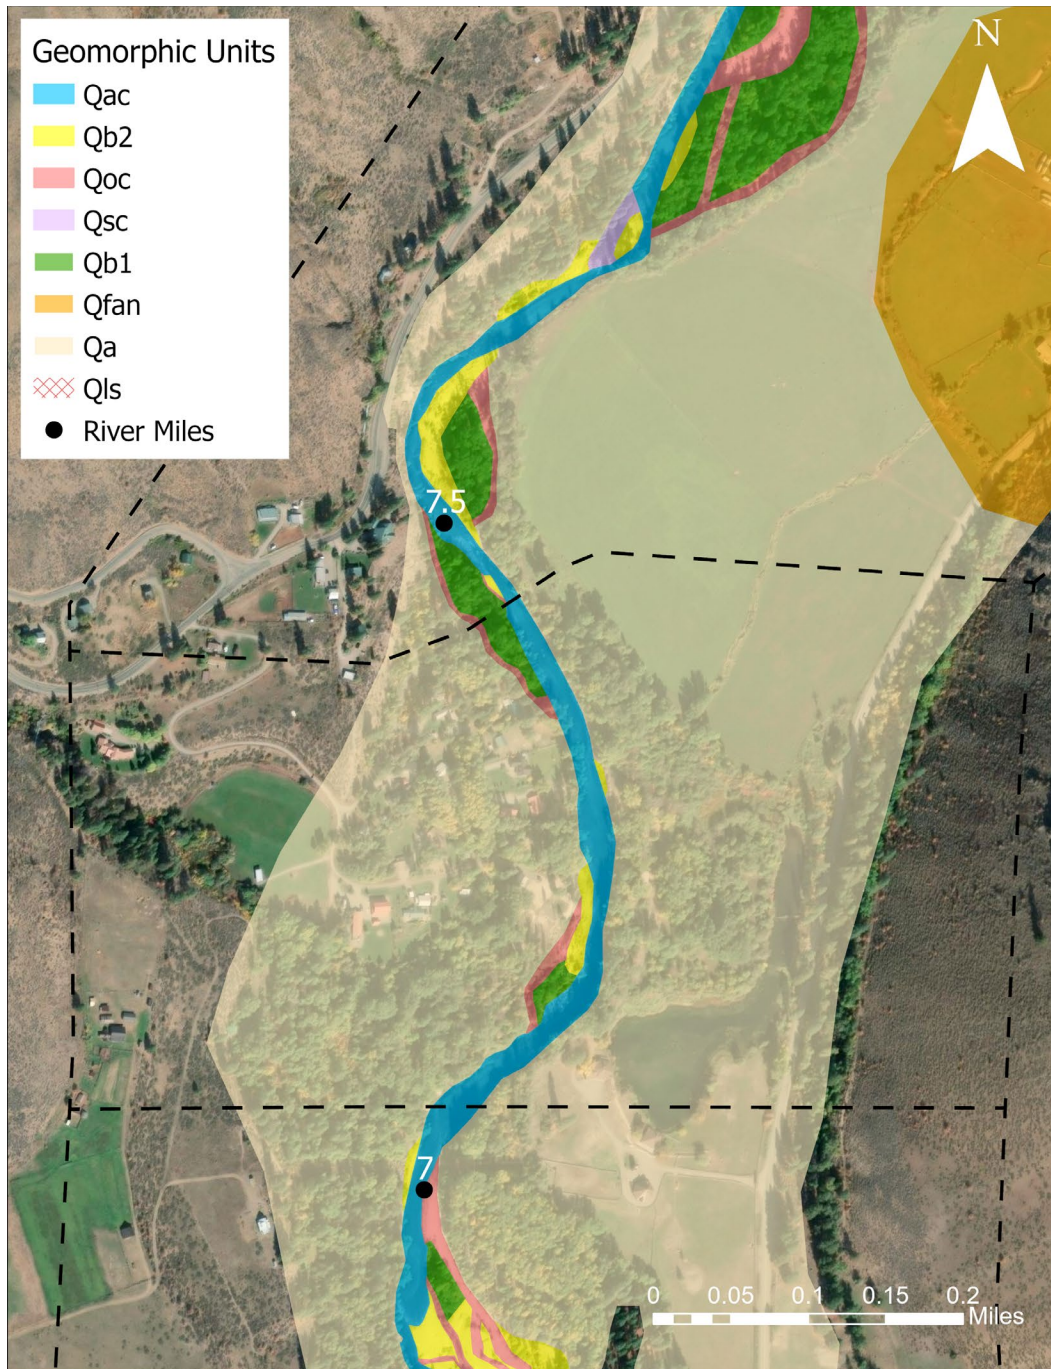 Geomorphic Units
Qac
Qb2
Qoc
Qsc
Qb1
Qfan
Qa
Qls
River Miles
N
7.5
7
0 0.05 0.1 0.15 0.2
Miles